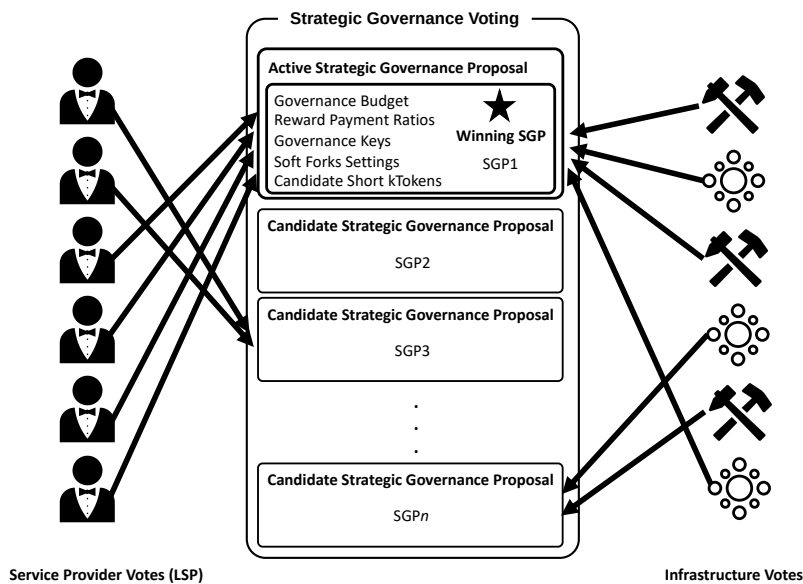 Strategic Governance Voting
Active Strategic Governance Proposal
Governance Budget
Reward Payment Ratios
Governance Keys
Soft Forks Settings
Candidate Short kTokens
Winning SGP
SGP1
Candidate Strategic Governance Proposal
SGP2
Candidate Strategic Governance Proposal
SGP3
.
.
.
Candidate Strategic Governance Proposal
SGPn
Service Provider Votes (LSP)
Infrastructure Votes